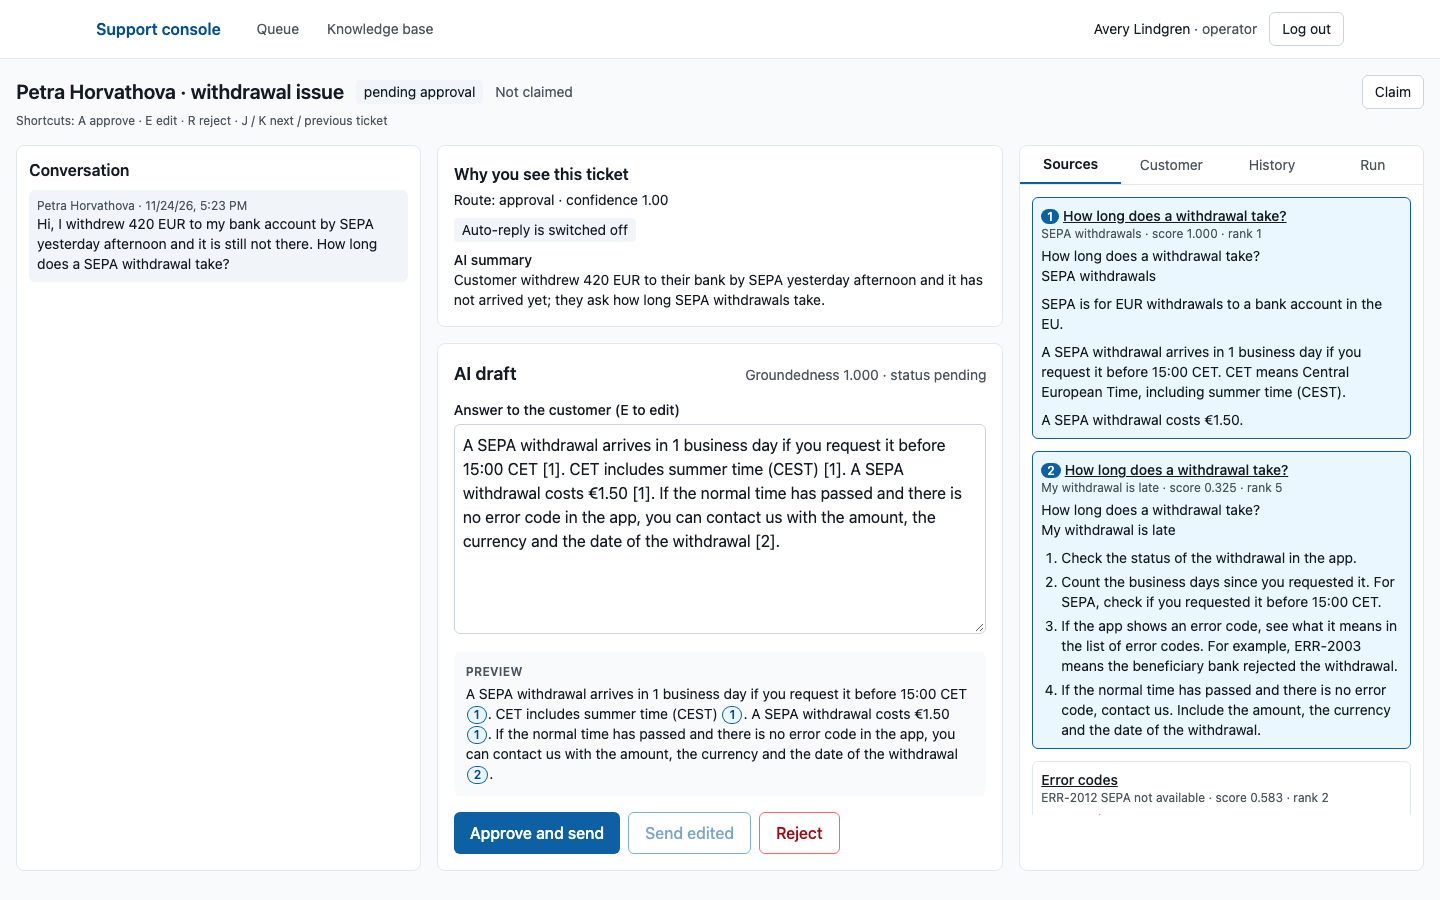 Support console
Queue
Knowledge base
Avery Lindgren · operator
Log out
Petra Horvathova · withdrawal issue
pending approval
Not claimed
Claim
Shortcuts: A approve · E edit · R reject · J / K next / previous ticket
Conversation
Petra Horvathova · 11/24/26, 5:23 PM
Hi, I withdrew 420 EUR to my bank account by SEPA
yesterday afternoon and it is still not there. How long
does a SEPA withdrawal take?
Why you see this ticket
Route: approval · confidence 1.00
Auto-reply is switched off
AI summary
Customer withdrew 420 EUR to their bank by SEPA yesterday afternoon and it has
not arrived yet; they ask how long SEPA withdrawals take.
AI draft
Groundedness 1.000 · status pending
Answer to the customer (E to edit)
A SEPA withdrawal arrives in 1 business day if you request it before
15:00 CET [1]. CET includes summer time (CEST) [1]. A SEPA
withdrawal costs €1.50 [1]. If the normal time has passed and there is
no error code in the app, you can contact us with the amount, the
currency and the date of the withdrawal [2].
PREVIEW
A SEPA withdrawal arrives in 1 business day if you request it before 15:00 CET
1. CET includes summer time (CEST) 1. A SEPA withdrawal costs €1.50
1. If the normal time has passed and there is no error code in the app, you
can contact us with the amount, the currency and the date of the withdrawal
2.
Approve and send
Send edited
Reject
Sources
Customer
History
Run
1 How long does a withdrawal take?
SEPA withdrawals · score 1.000 · rank 1
How long does a withdrawal take?
SEPA withdrawals
SEPA is for EUR withdrawals to a bank account in the
EU.
A SEPA withdrawal arrives in 1 business day if you
request it before 15:00 CET. CET means Central
European Time, including summer time (CEST).
A SEPA withdrawal costs €1.50.
2 How long does a withdrawal take?
My withdrawal is late · score 0.325 · rank 5
How long does a withdrawal take?
My withdrawal is late
1. Check the status of the withdrawal in the app.
2. Count the business days since you requested it. For
SEPA, check if you requested it before 15:00 CET.
3. If the app shows an error code, see what it means in
the list of error codes. For example, ERR-2003
means the beneficiary bank rejected the withdrawal.
4. If the normal time has passed and there is no error
code, contact us. Include the amount, the currency
and the date of the withdrawal.
Error codes
ERR-2012 SEPA not available · score 0.583 · rank 2